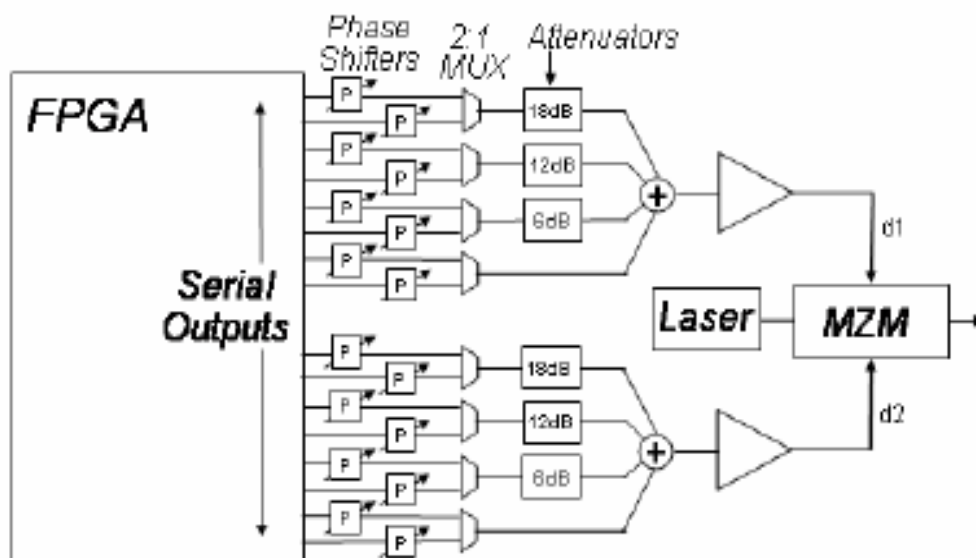 Phase
Shifters
2:1
MUX
Attenuators
FPGA
P
P
P
P
P
P
P
P
18dB
12dB
6dB
d1
Serial
Outputs
Laser
MZM
P
P
P
P
P
P
P
P
18dB
12dB
6dB
d2